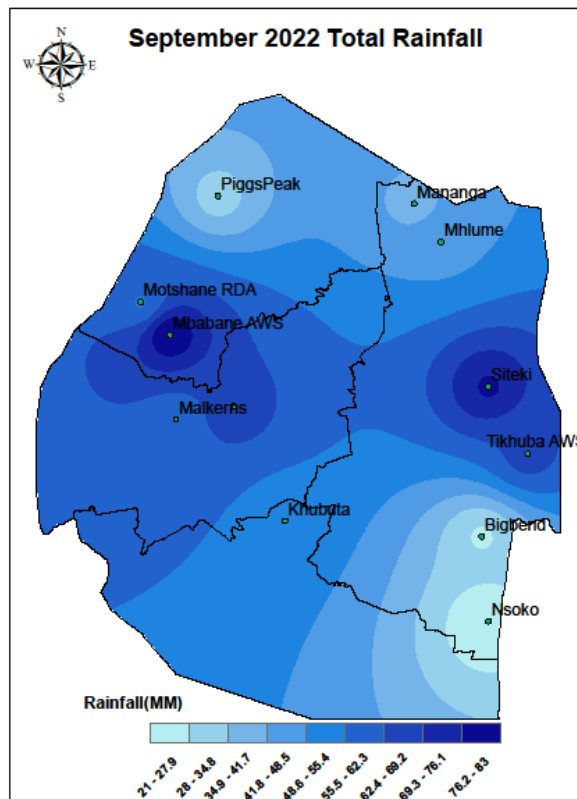 September 2022 Total Rainfall
N
W E
S
PiggsPeak
Mananga
Mhlume
Motshane RDA
Mbabane AWS
Siteki
Malkerns
Tikhuba AWS
Khubuta
Bigbend
Nsoko
Rainfall(MM)
21 - 27.9
28 - 34.8
34.9 - 41.7
41.8 - 48.5
48.6 - 55.4
55.5 - 62.3
62.4 - 69.2
69.3 - 76.1
76.2 - 83